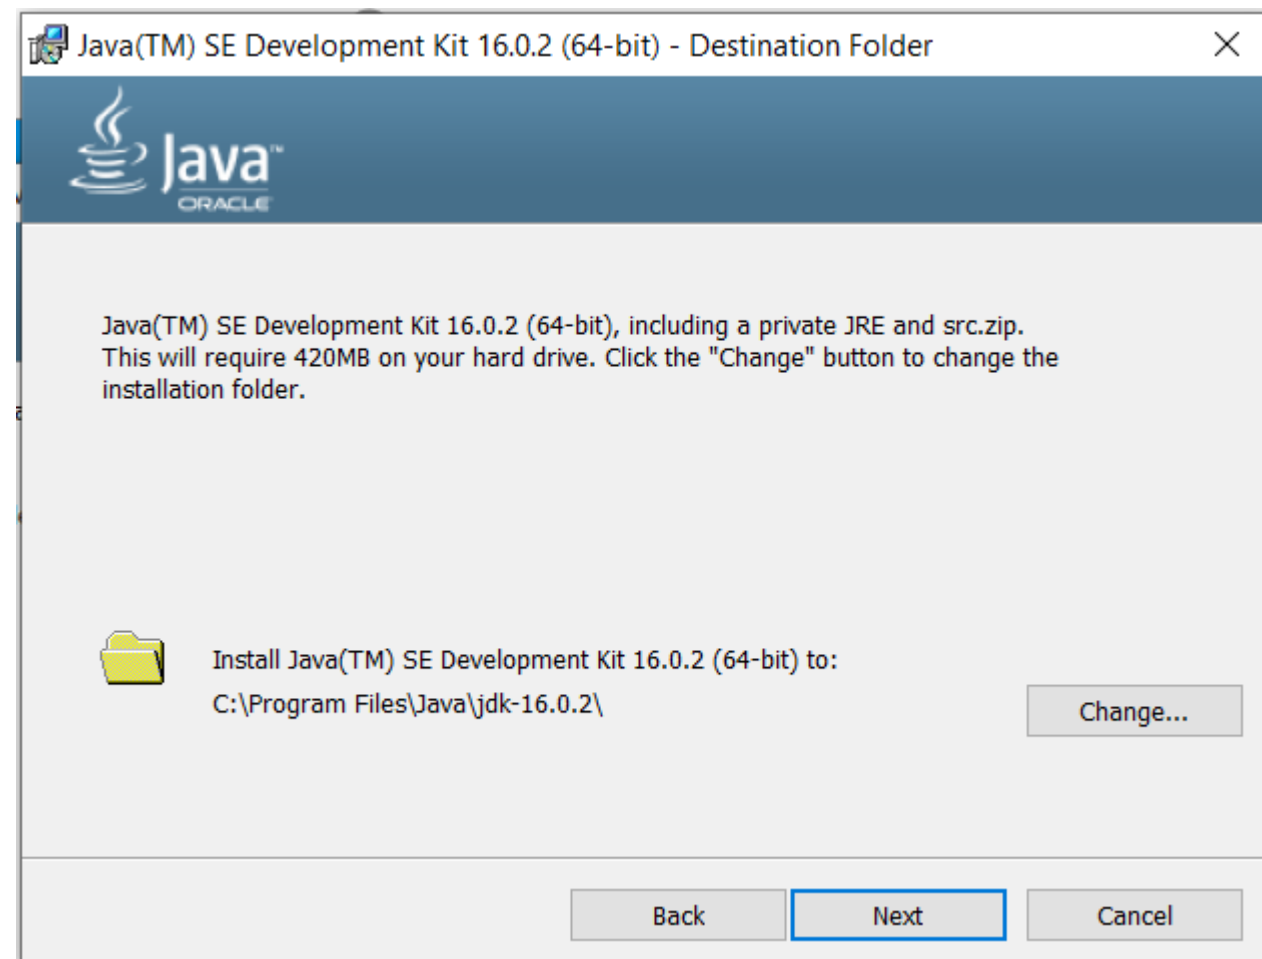 Java(TM) SE Development Kit 16.0.2 (64-bit) - Destination Folder
Java™
ORACLE
Java(TM) SE Development Kit 16.0.2 (64-bit), including a private JRE and src.zip.
This will require 420MB on your hard drive. Click the "Change" button to change the
installation folder.
Install Java(TM) SE Development Kit 16.0.2 (64-bit) to:
C:\Program Files\Java\jdk-16.0.2\
Change...
Back
Next
Cancel